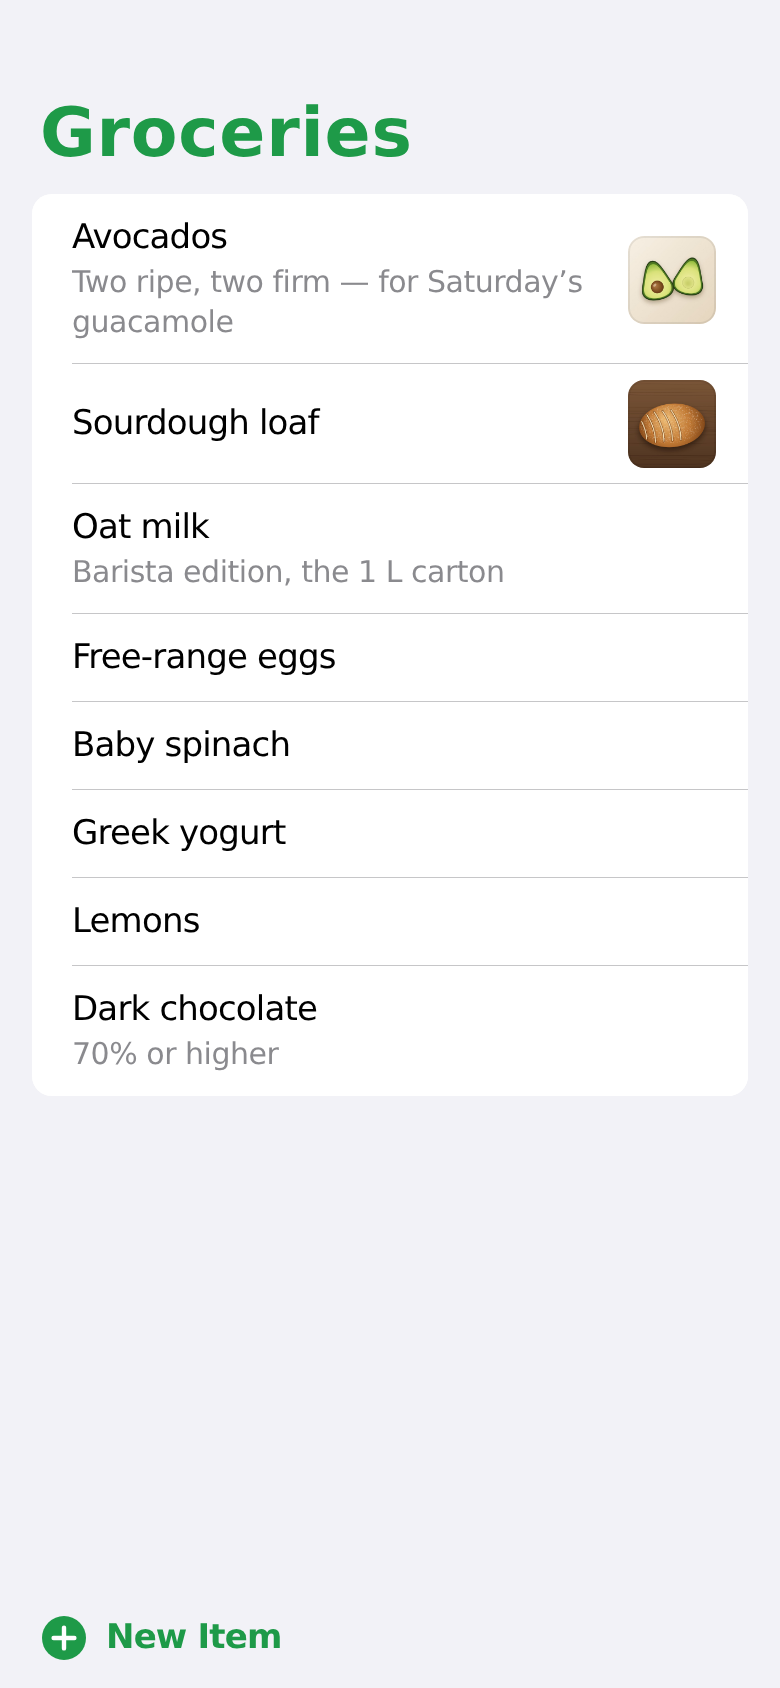 Groceries
Avocados
Two ripe, two firm — for Saturday’s
guacamole
Sourdough loaf
Oat milk
Barista edition, the 1 L carton
Free-range eggs
Baby spinach
Greek yogurt
Lemons
Dark chocolate
70% or higher
New Item